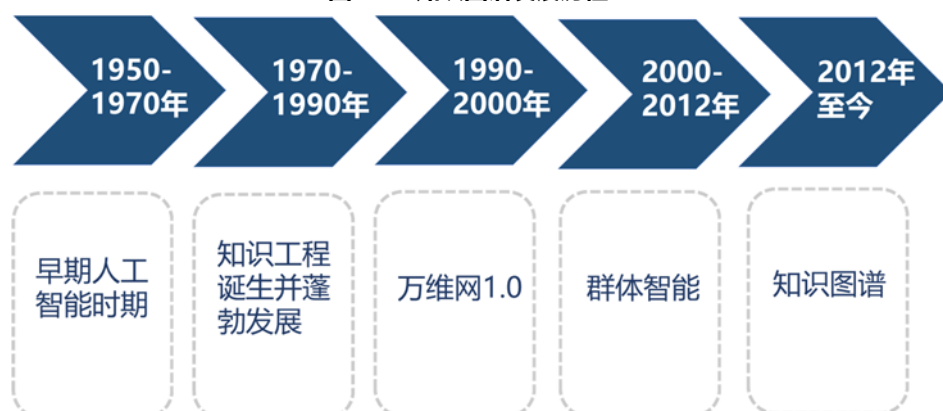 1950-
1970年
1970-
1990年
1990-
2000年
2000-
2012年
2012年
至今
早期人工
智能时期
知识工程
诞生并蓬
勃发展
万维网1.0
群体智能
知识图谱